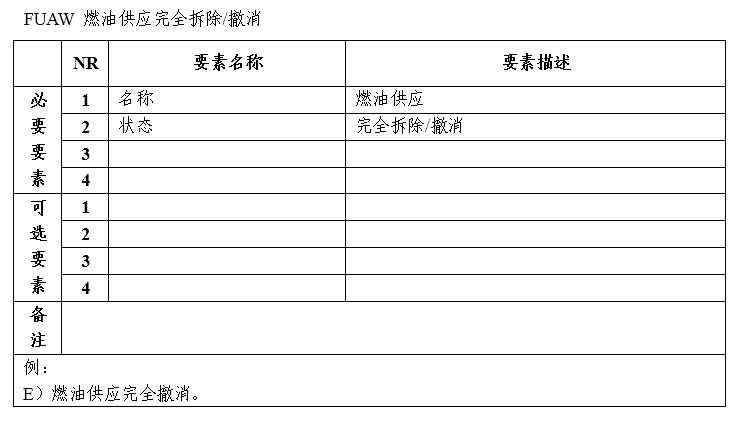 FUAW 燃油供应完全拆除/撤消
NR 要素名称 要素描述
必要要素
1 名称 燃油供应
2 状态 完全拆除/撤消
3
4
可选要素
1
2
3
4
备注
例：
E）燃油供应完全撤消。